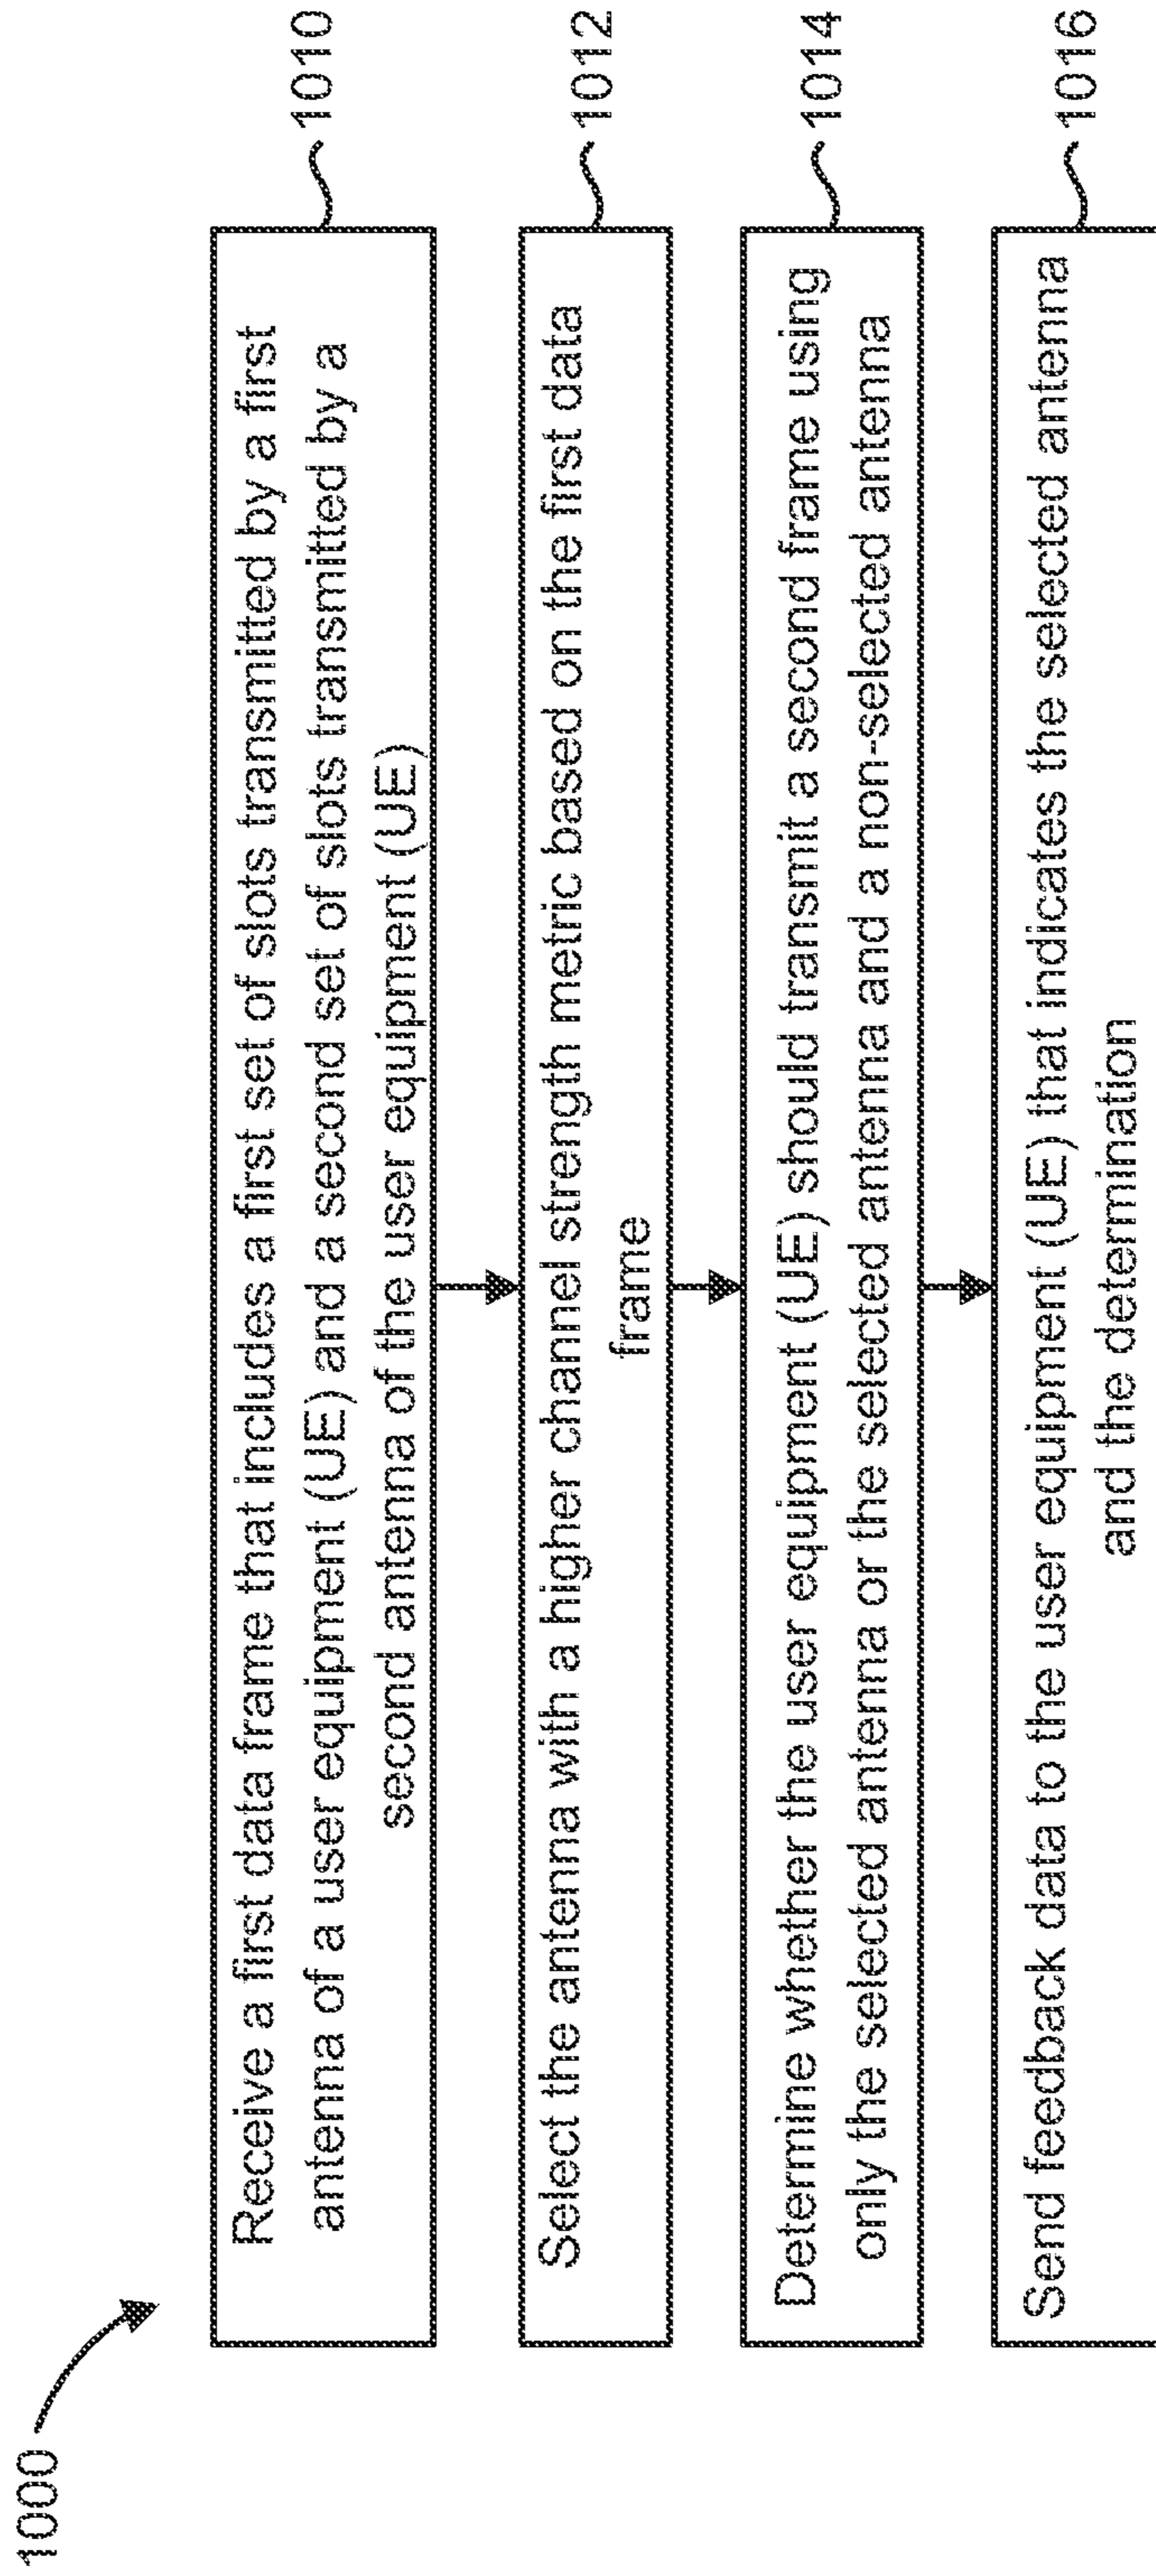 1000
Receive a first data frame that includes a first set of slots transmitted by a first
antenna of a user equipment (UE) and a second set of slots transmitted by a
second antenna of the user equipment (UE)
1010
Select the antenna with a higher channel strength metric based on the first data
frame
1012
Determine whether the user equipment (UE) should transmit a second frame using
only the selected antenna or the selected antenna and a non-selected antenna
1014
Send feedback data to the user equipment (UE) that indicates the selected antenna
and the determination
1016